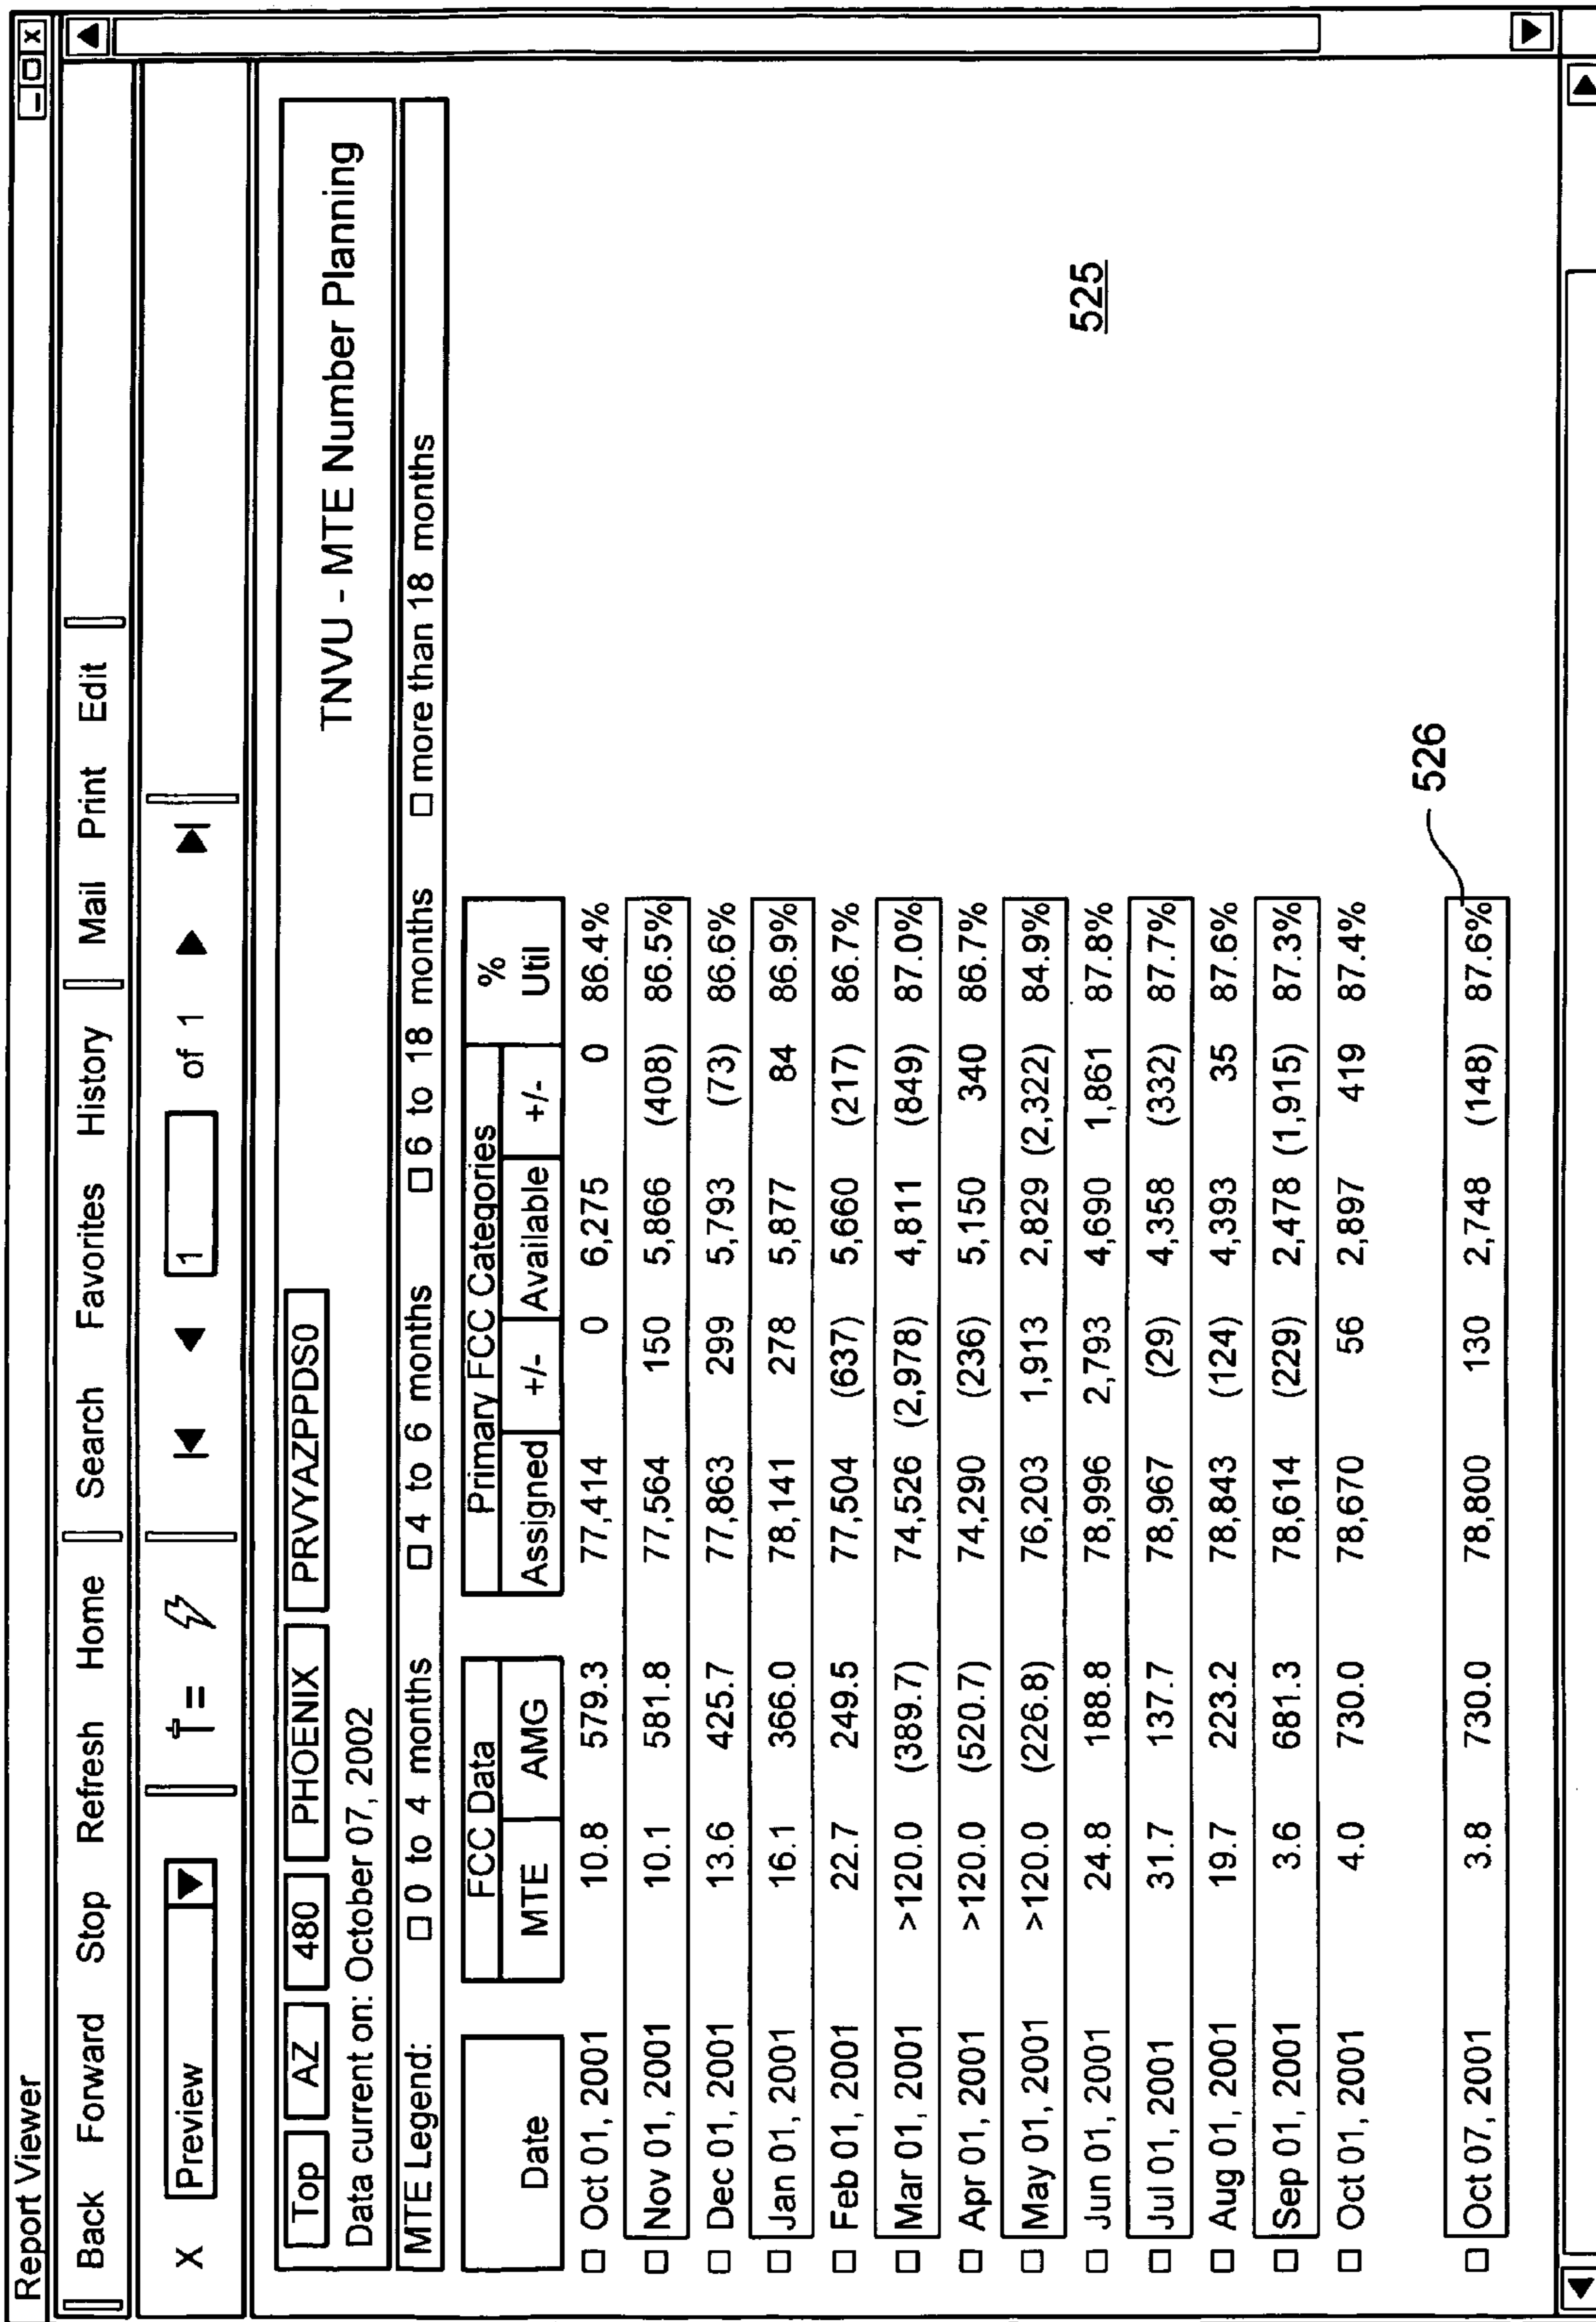 Report Viewer
Back Forward Stop Refresh Home Search Favorites History Mail Print Edit
X Preview 1 of 1
Top AZ 480 PHOENIX PRVYAZPPDS0
TNVU - MTE Number Planning
Data current on: October 07, 2002
MTE Legend: 0 to 4 months 4 to 6 months 6 to 18 months more than 18 months
FCC Data Primary FCC Categories %
Date MTE AMG Assigned +/- Available +/- Util
Oct 01, 2001 10.8 579.3 77,414 0 6,275 0 86.4%
Nov 01, 2001 10.1 581.8 77,564 150 5,866 (408) 86.5%
Dec 01, 2001 13.6 425.7 77,863 299 5,793 (73) 86.6%
Jan 01, 2001 16.1 366.0 78,141 278 5,877 84 86.9%
Feb 01, 2001 22.7 249.5 77,504 (637) 5,660 (217) 86.7%
Mar 01, 2001 >120.0 (389.7) 74,526 (2,978) 4,811 (849) 87.0%
Apr 01, 2001 >120.0 (520.7) 74,290 (236) 5,150 340 86.7%
May 01, 2001 >120.0 (226.8) 76,203 1,913 2,829 (2,322) 84.9%
Jun 01, 2001 24.8 188.8 78,996 2,793 4,690 1,861 87.8%
Jul 01, 2001 31.7 137.7 78,967 (29) 4,358 (332) 87.7%
Aug 01, 2001 19.7 223.2 78,843 (124) 4,393 35 87.6%
Sep 01, 2001 3.6 681.3 78,614 (229) 2,478 (1,915) 87.3%
Oct 01, 2001 4.0 730.0 78,670 56 2,897 419 87.4%
Oct 07, 2001 3.8 730.0 78,800 130 2,748 (148) 87.6%
525
526